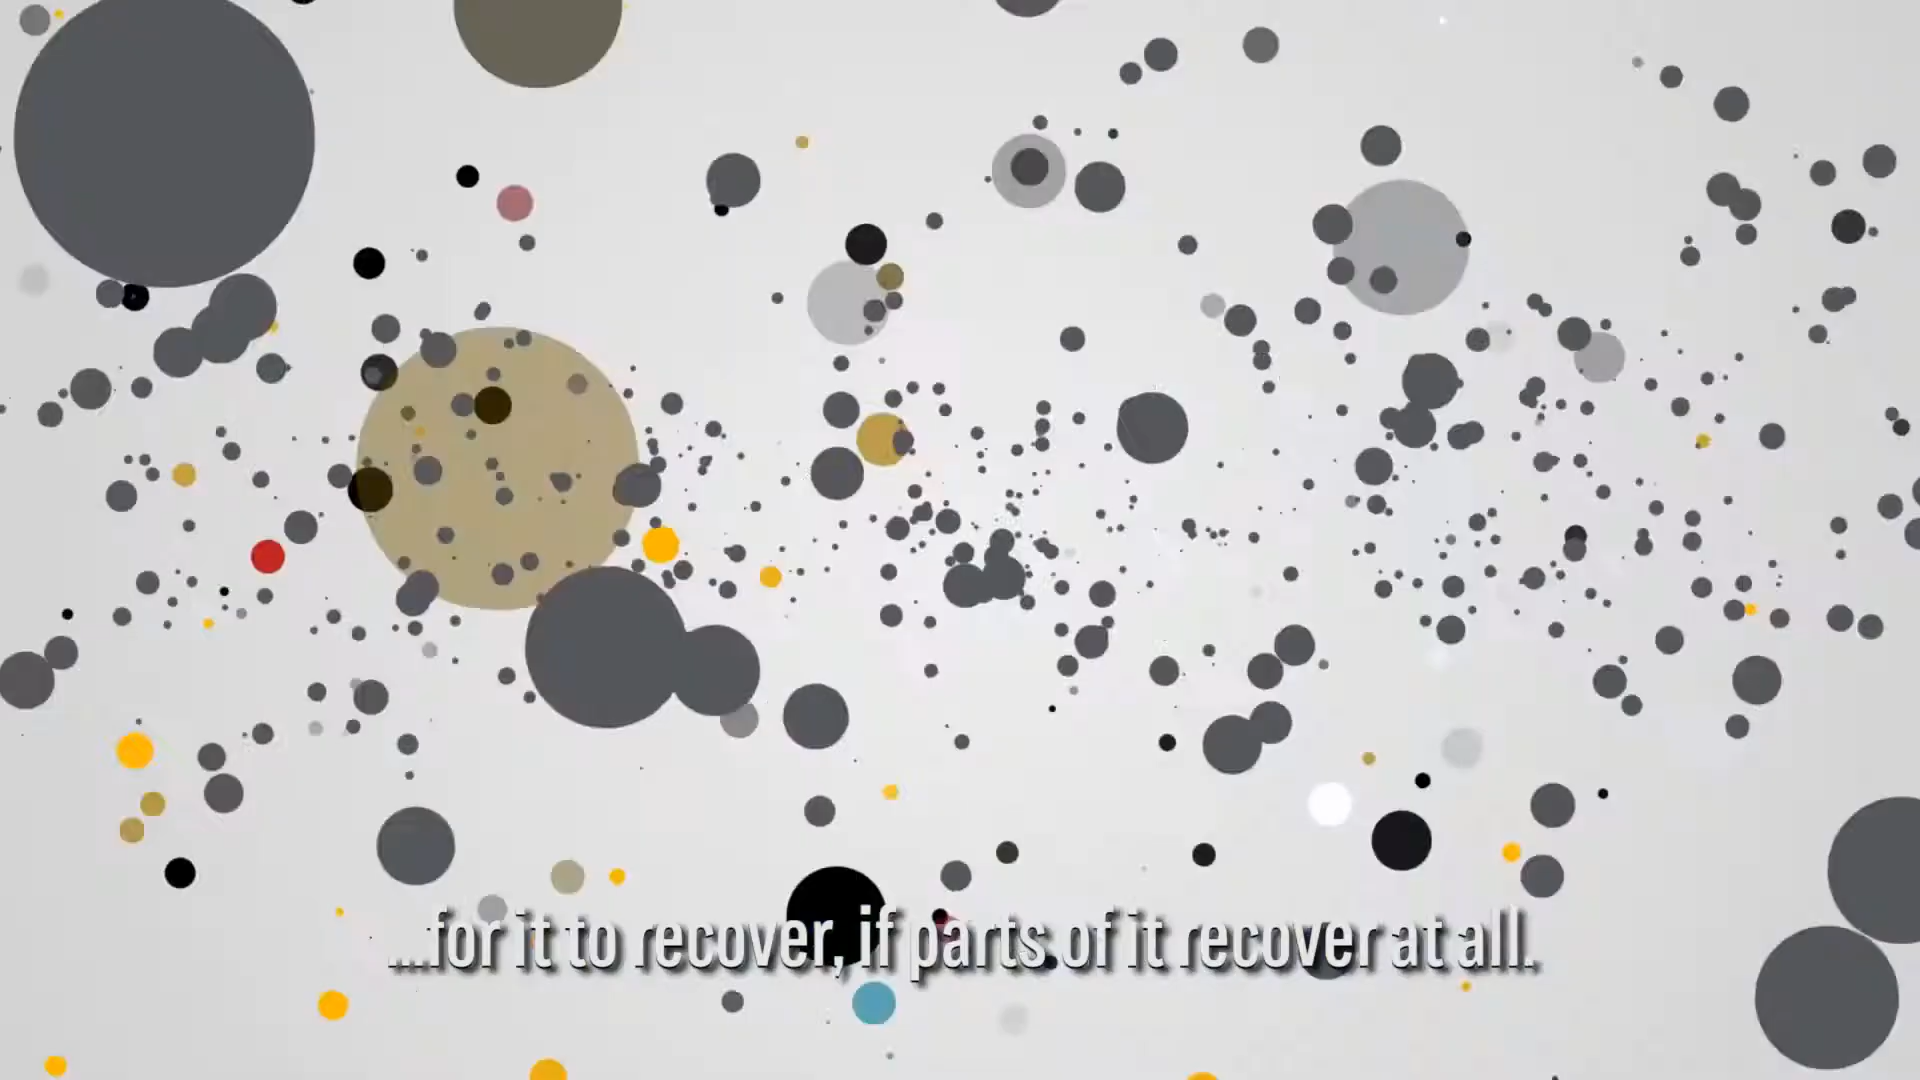 ...for it to recover, if parts of it recover at all.